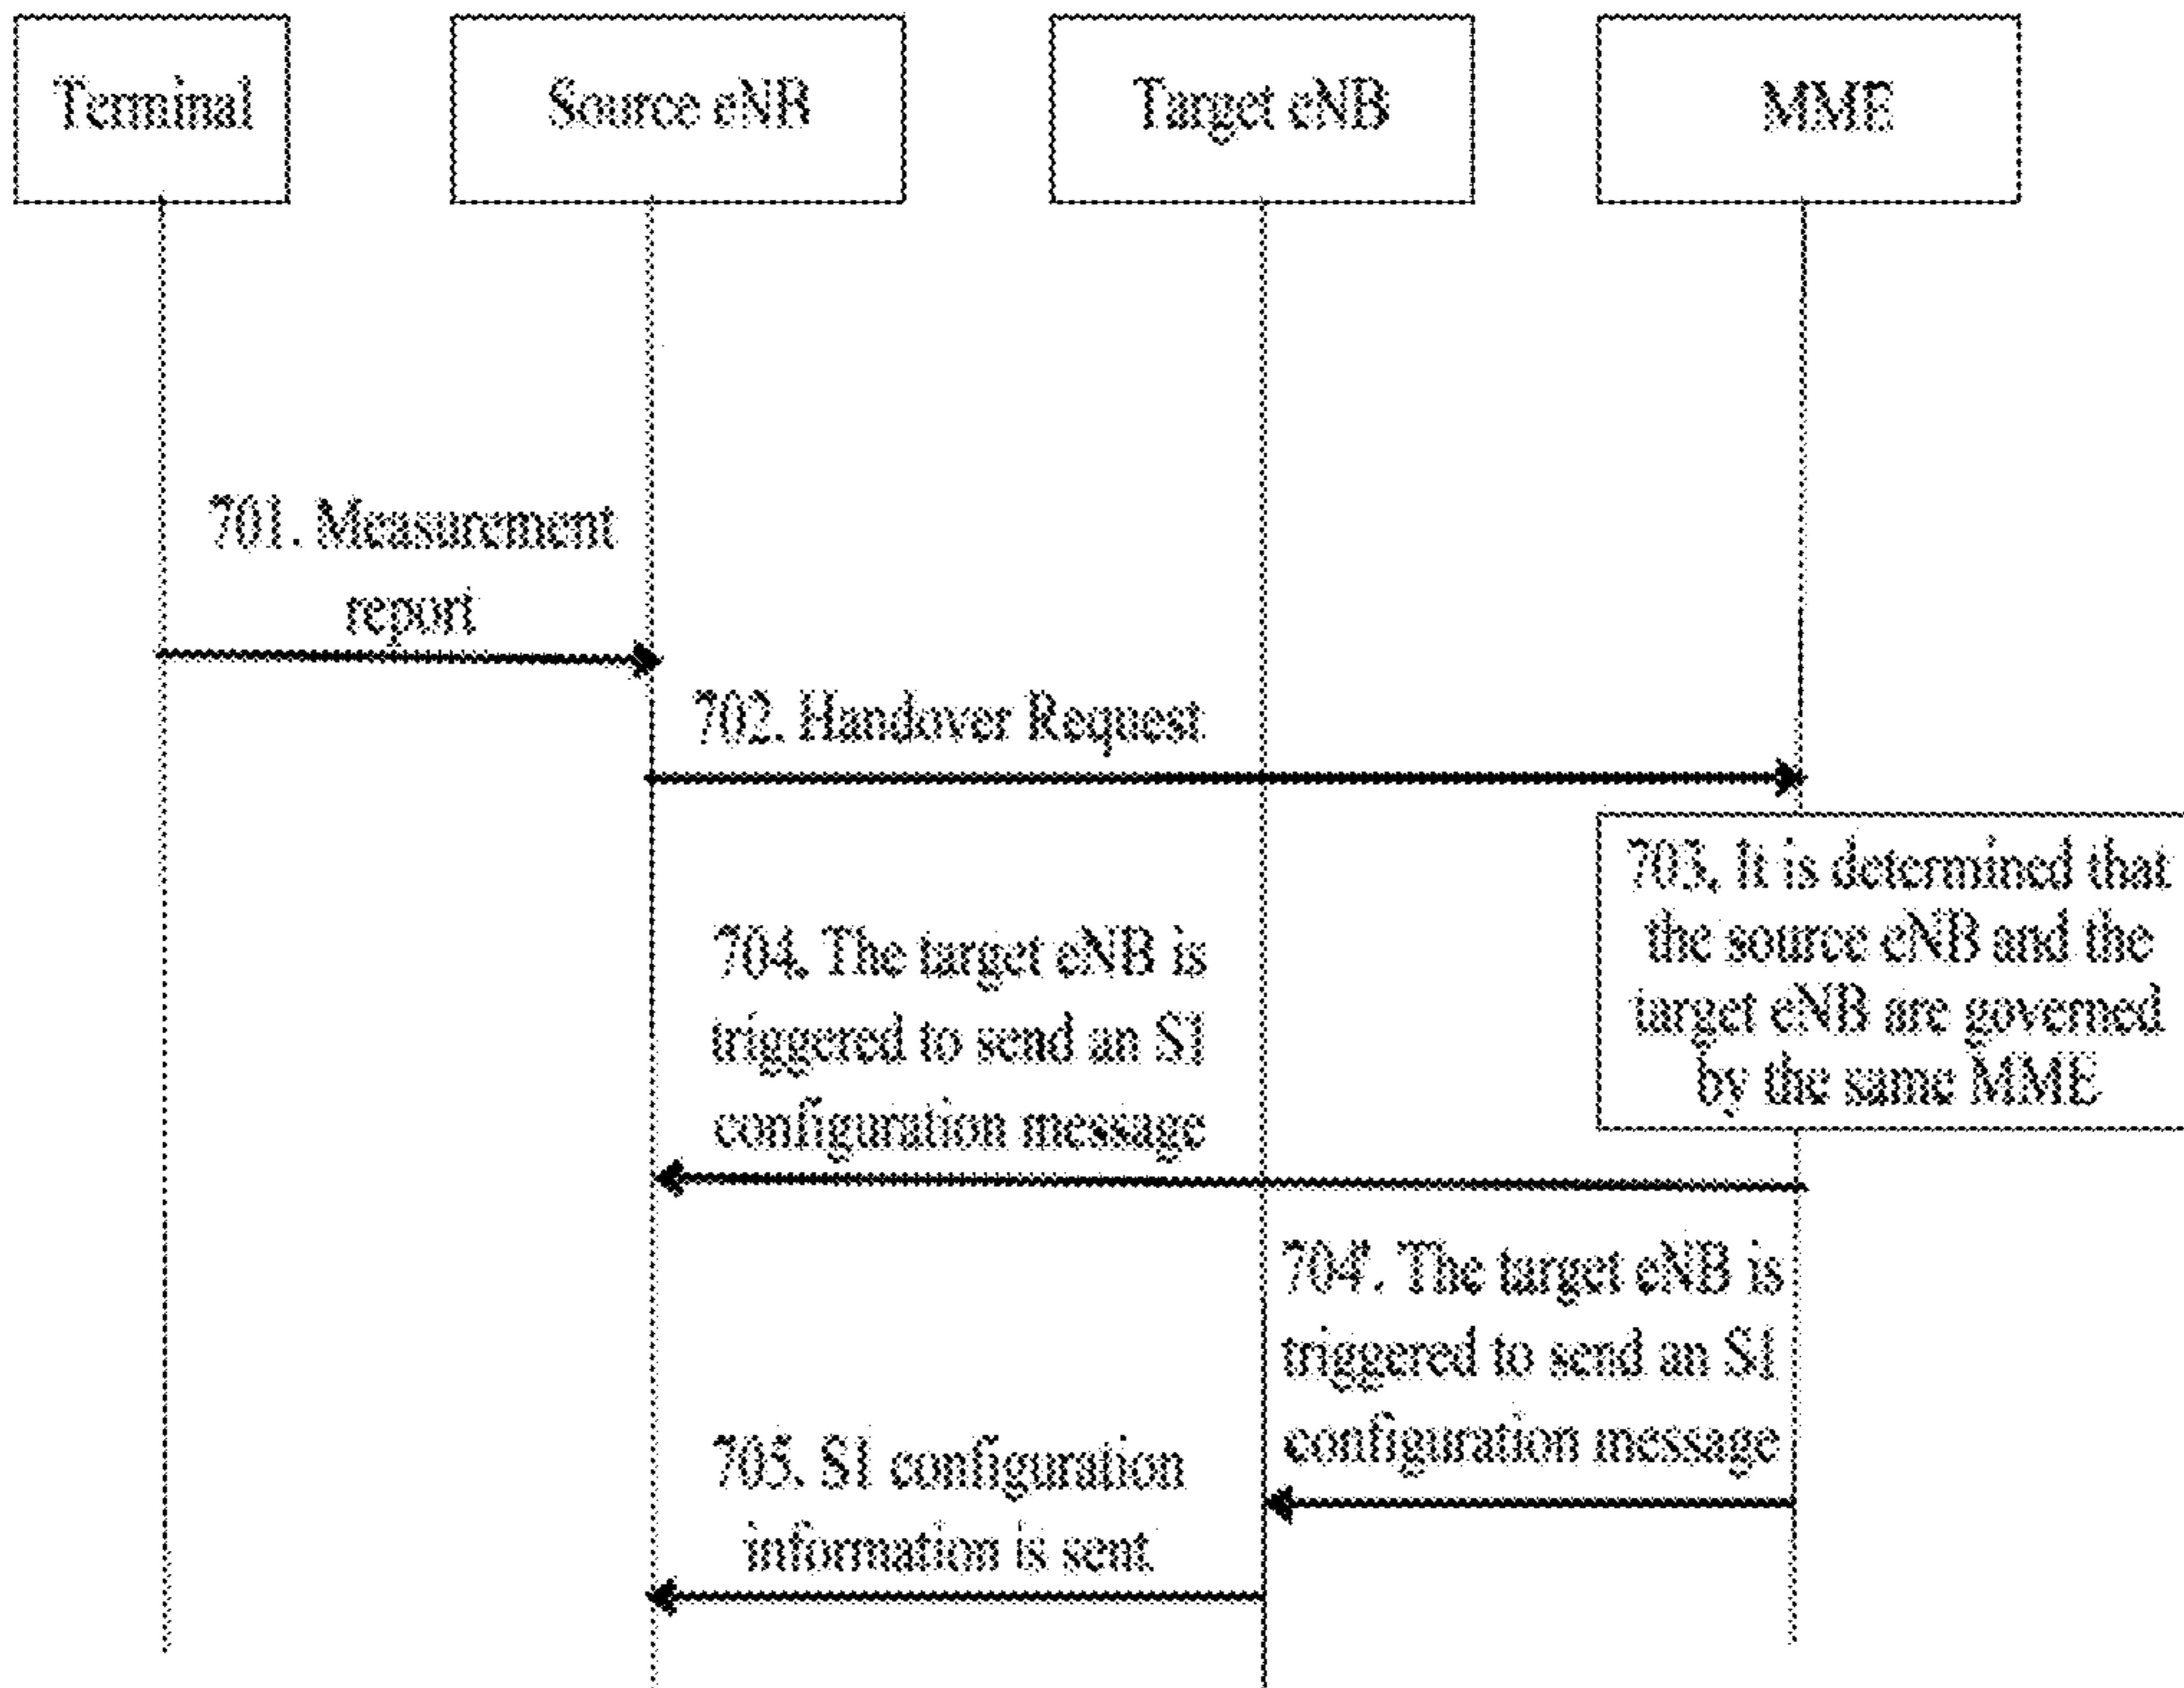 Terminal
Source eNB
Target eNB
MME
701. Measurement
report
702. Handover Request
703. It is determined that
the source eNB and the
target eNB are governed
by the same MME
704. The target eNB is
triggered to send an SI
configuration message
704'. The target eNB is
triggered to send an SI
configuration message
705. SI configuration
information is sent